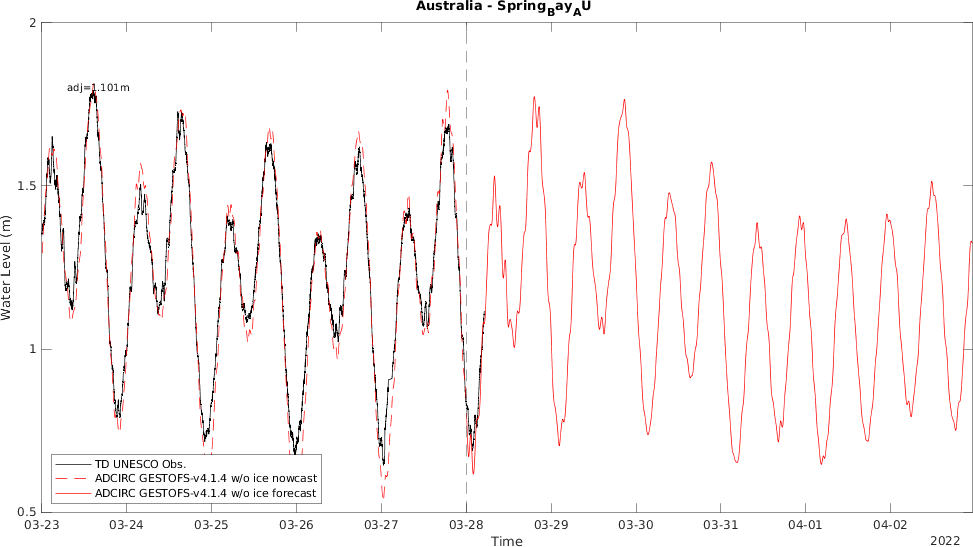 Australia - SpringBayAU
2
adj=1.101m
1.5
Water Level (m)
1
TD UNESCO Obs.
ADCIRC GESTOFS-v4.1.4 w/o ice nowcast
ADCIRC GESTOFS-v4.1.4 w/o ice forecast
0.5
03-23 03-24 03-25 03-26 03-27 03-28 03-29 03-30 03-31 04-01 04-02
Time
2022